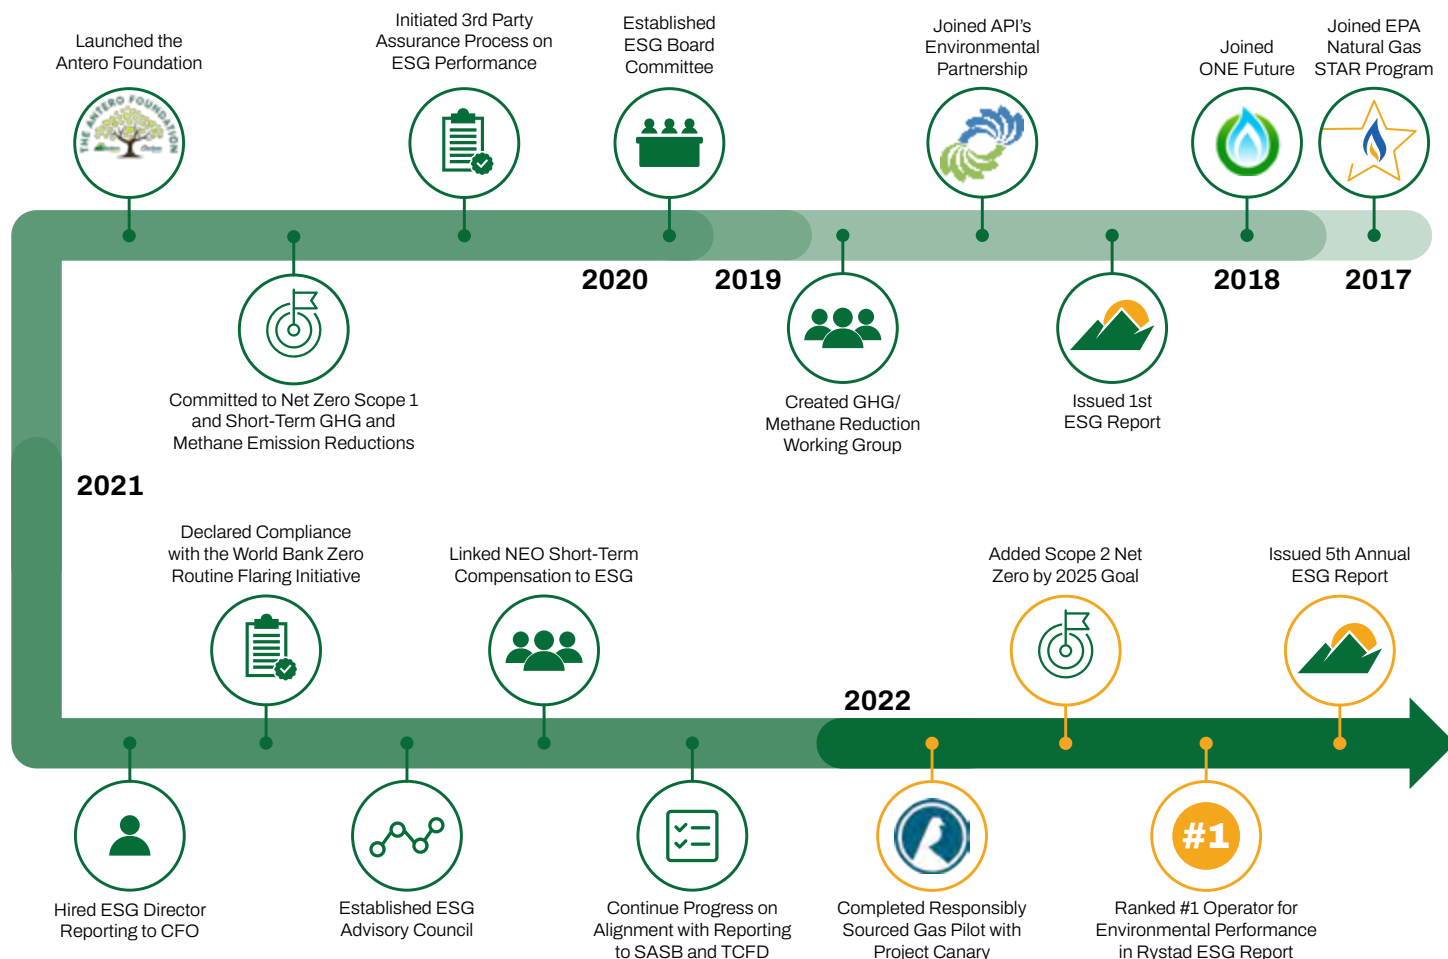 Launched the
Antero Foundation
THE ANTERO FOUNDATION
Initiated 3rd Party
Assurance Process on
ESG Performance
Established
ESG Board
Committee
Joined API's
Environmental
Partnership
Joined
ONE Future
Joined EPA
Natural Gas
STAR Program
2020
2019
2018
2017
Committed to Net Zero Scope 1
and Short-Term GHG and
Methane Emission Reductions
Created GHG/
Methane Reduction
Working Group
Issued 1st
ESG Report
2021
Declared Compliance
with the World Bank Zero
Routine Flaring Initiative
Linked NEO Short-Term
Compensation to ESG
Added Scope 2 Net
Zero by 2025 Goal
Issued 5th Annual
ESG Report
2022
#1
Hired ESG Director
Reporting to CFO
Established ESG
Advisory Council
Continue Progress on
Alignment with Reporting
to SASB and TCFD
Completed Responsibly
Sourced Gas Pilot with
Project Canary
Ranked #1 Operator for
Environmental Performance
in Rystad ESG Report